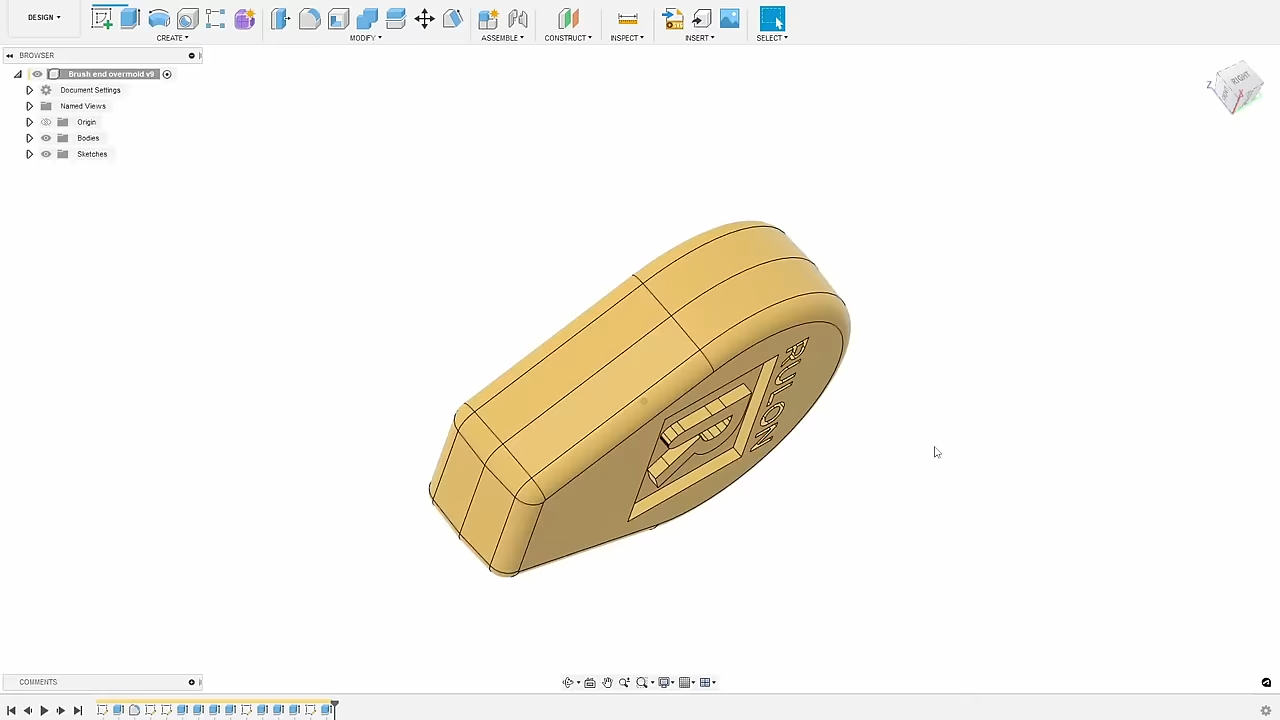 DESIGN
CREATE
MODIFY
ASSEMBLE
CONSTRUCT
INSPECT
INSERT
SELECT
BROWSER
Brush end overmold v9
Document Settings
Named Views
Origin
Bodies
Sketches
RIGHT
Z
X
RULON
R
COMMENTS